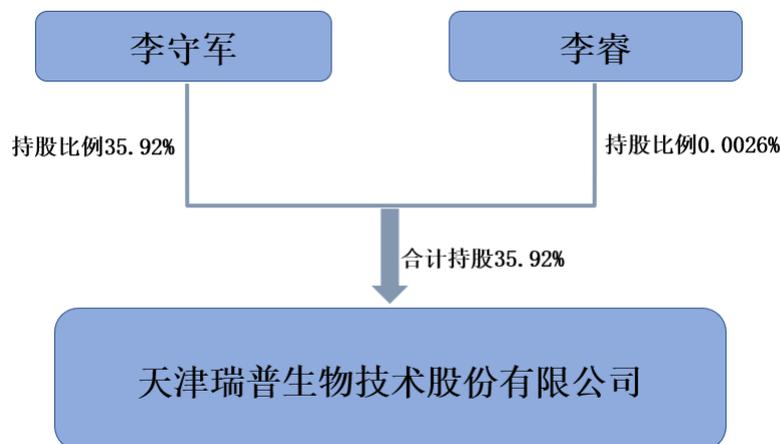 李守军
李睿
持股比例35.92%
持股比例0.0026%
合计持股35.92%
天津瑞普生物技术股份有限公司